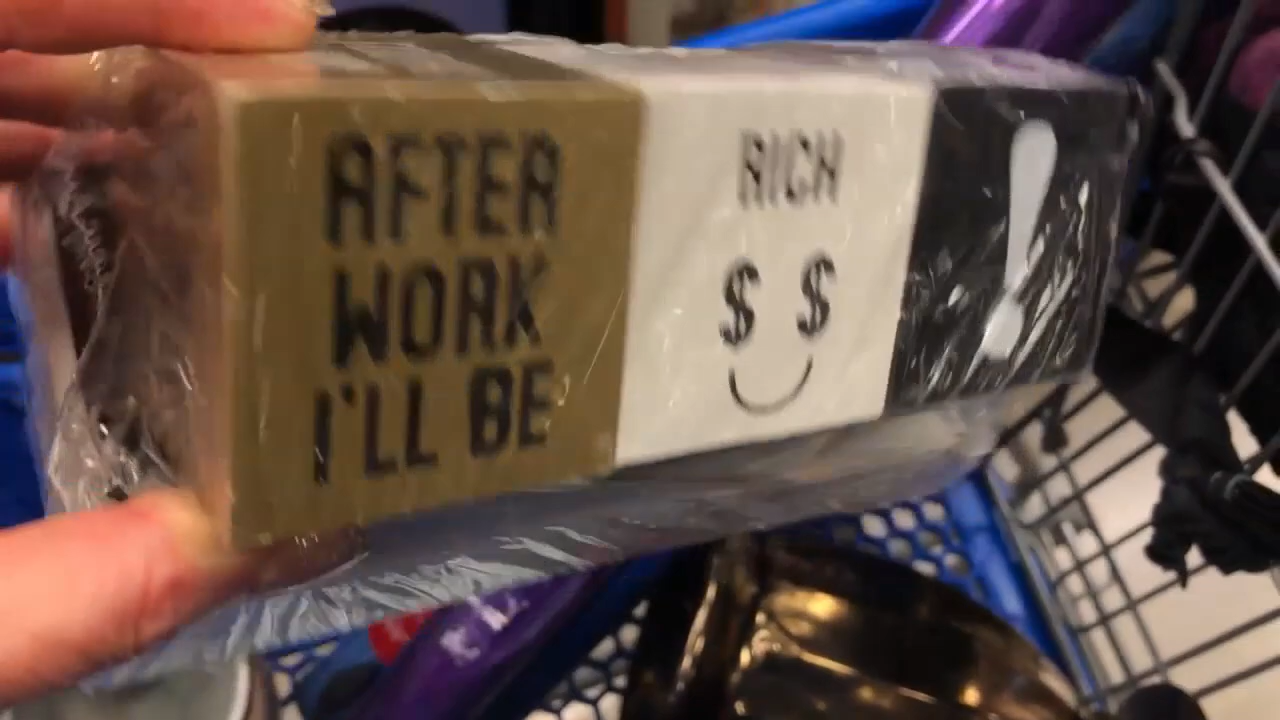 AFTER
WORK
I'LL BE
RICH
$ $
!